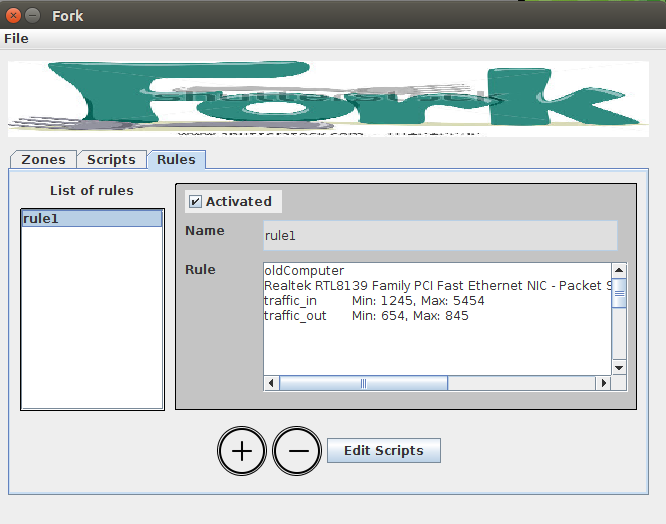 Fork
File
Fork
shutterstock
Zones Scripts Rules
List of rules
rule1
Activated
Name
rule1
Rule
oldComputer
Realtek RTL8139 Family PCI Fast Ethernet NIC - Packet S
traffic_in Min: 1245, Max: 5454
traffic_out Min: 654, Max: 845
Edit Scripts